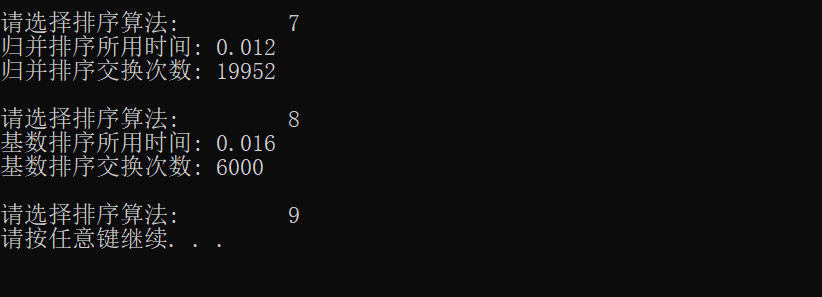 请选择排序算法: 7
归并排序所用时间: 0.012
归并排序交换次数: 19952
请选择排序算法: 8
基数排序所用时间: 0.016
基数排序交换次数: 6000
请选择排序算法: 9
请按任意键继续. . .